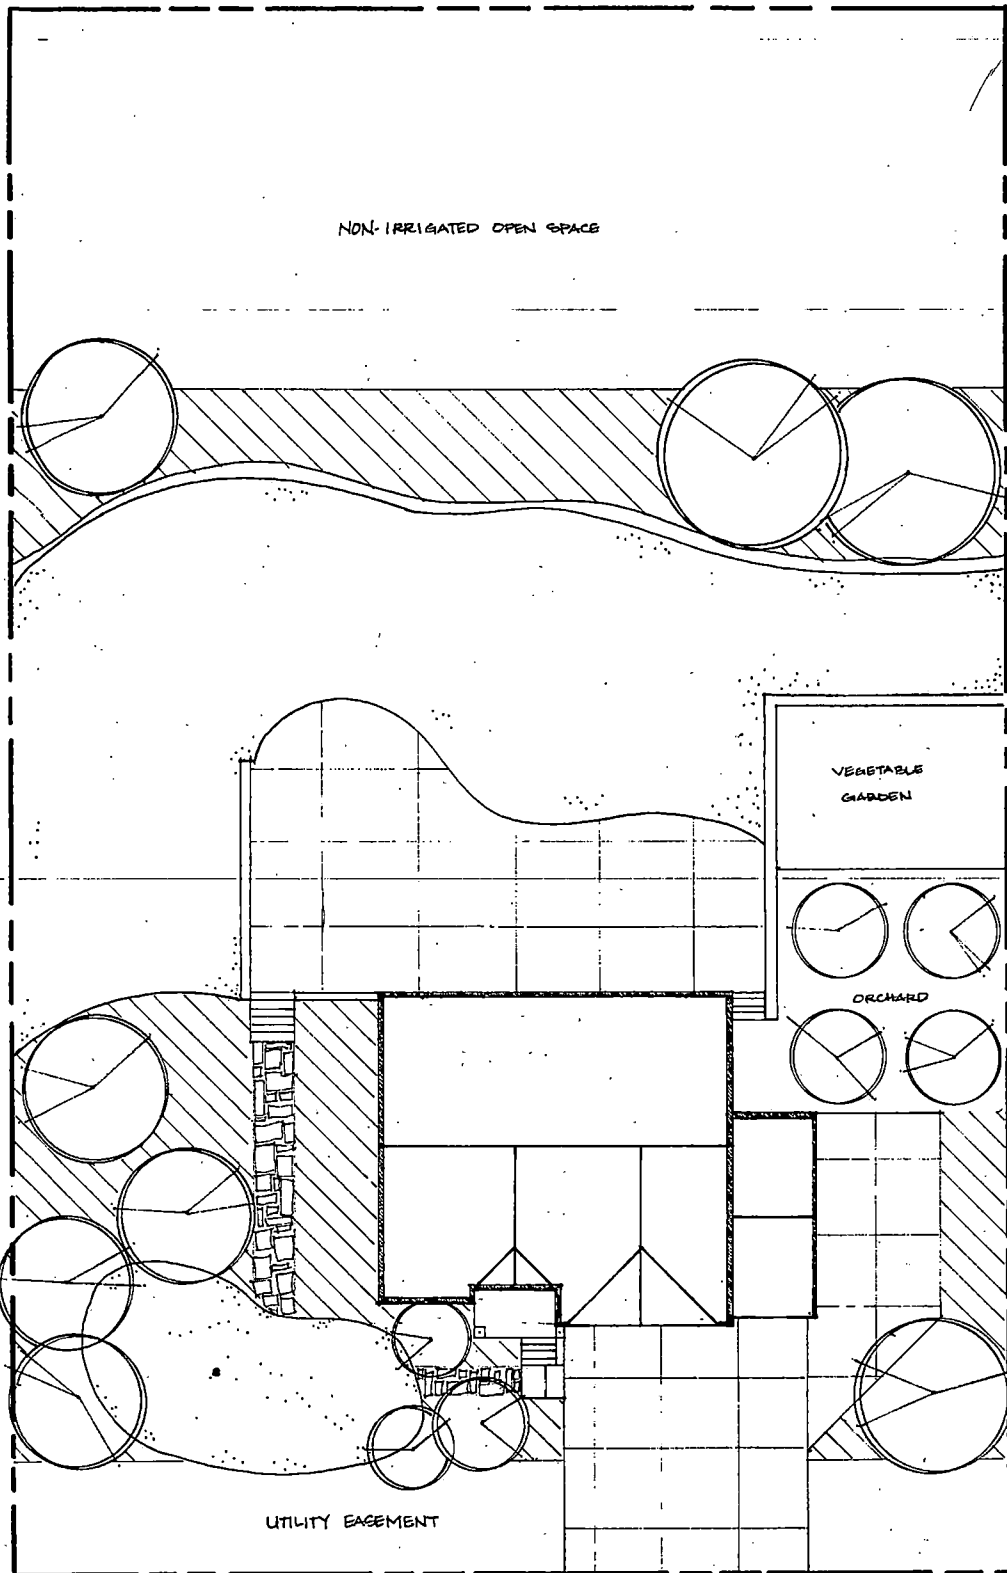 NON-IRRIGATED OPEN SPACE
VEGETABLE
GARDEN
ORCHARD
UTILITY EASEMENT